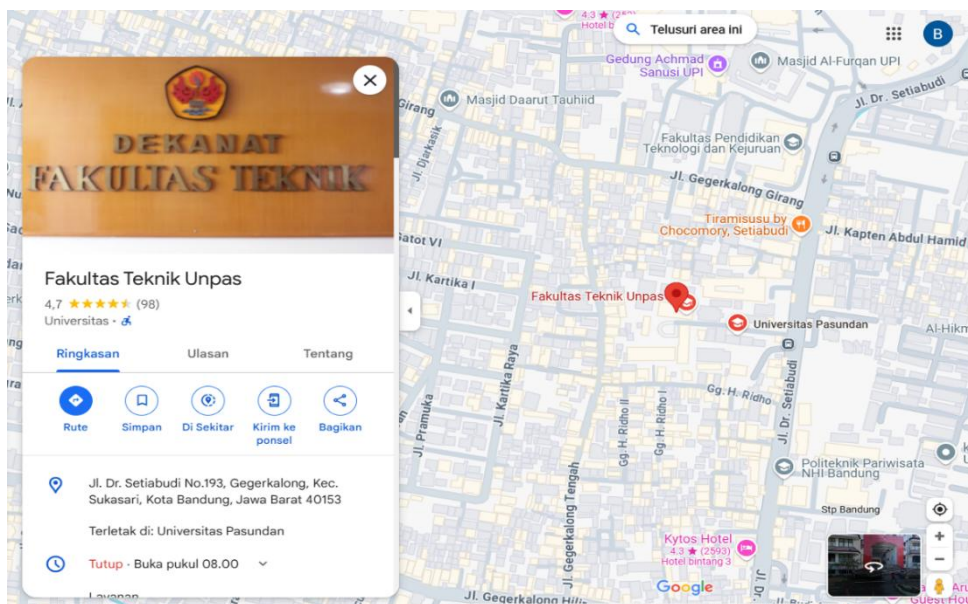 DEKANAT
FAKULTAS TEKNIK
Fakultas Teknik Unpas
4,7 (98)
Universitas
Ringkasan
Ulasan
Tentang
Rute
Simpan
Di Sekitar
Kirim ke
ponsel
Bagikan
Jl. Dr. Setiabudi No.193, Gegerkalong, Kec.
Sukasari, Kota Bandung, Jawa Barat 40153
Terletak di: Universitas Pasundan
Tutup · Buka pukul 08.00
Layanan
Telusuri area ini
B
Gedung Achmad
Sanusi UPI
Masjid Al-Furqan UPI
Jl. Dr. Setiabudi
Girang
Masjid Daarut Tauhiid
Jl. Djarkasik
Fakultas Pendidikan
Teknologi dan Kejuruan
Jl. Gegerkalong Girang
Tiramisusu by
Chocomory, Setiabudi
Jl. Kapten Abdul Hamid
Gatot VI
Jl. Kartika I
Fakultas Teknik Unpas
Universitas Pasundan
Jl. Kartika Raya
Jl. Pramuka
Gg. H. Ridho II
Gg. H. Ridho I
Gg. H. Ridho
Jl. Dr. Setiabudi
Politeknik Pariwisata
NHI Bandung
Stp Bandung
Jl. Gegerkalong Tengah
Kytos Hotel
4.3 ★ (2593)
Hotel bintang 3
Google